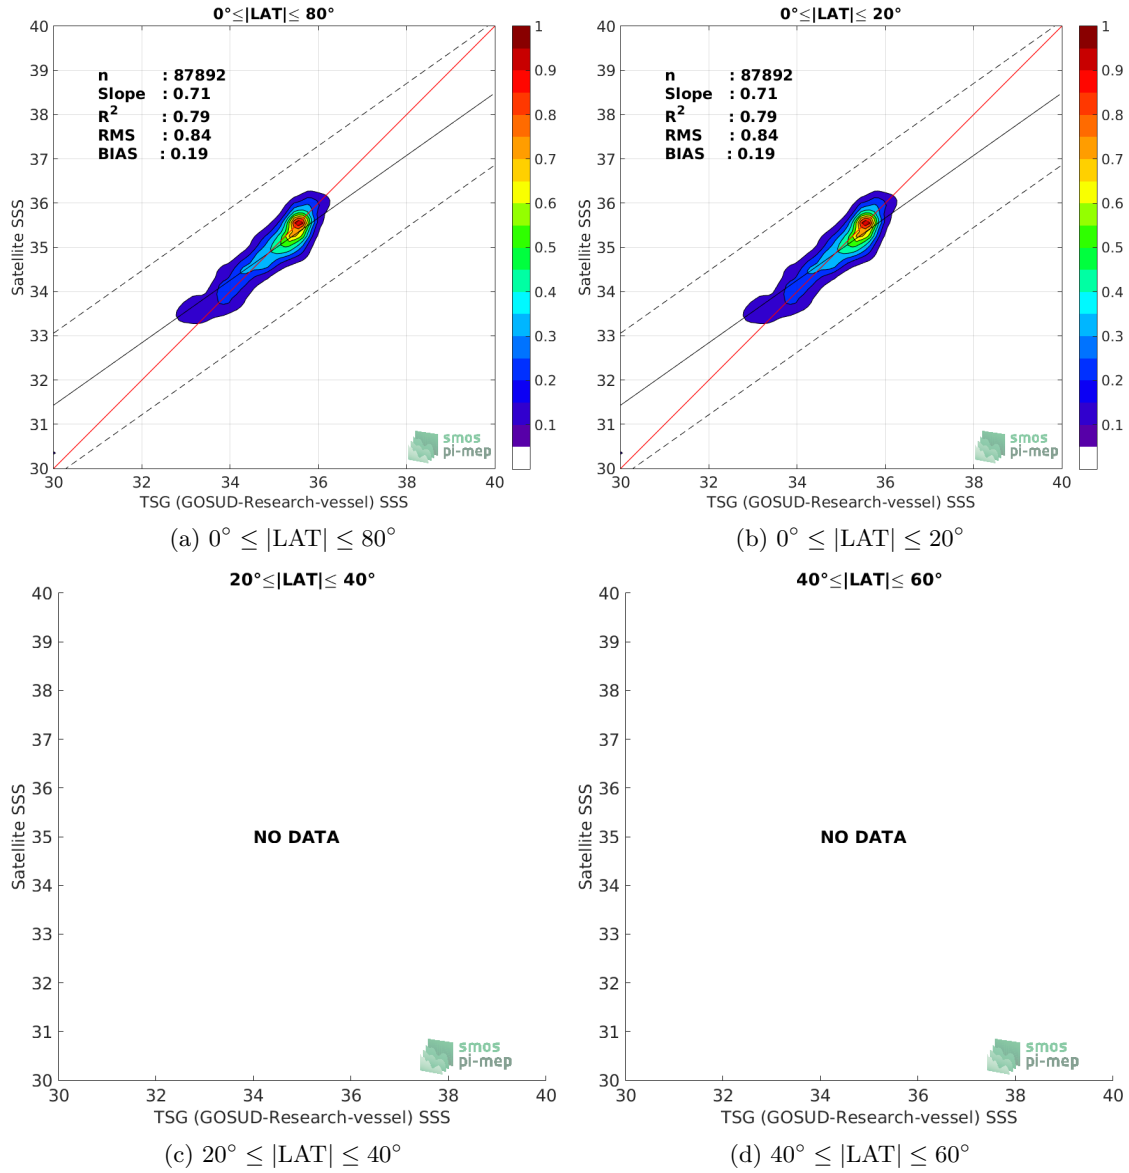 0°≤|LAT|≤ 80°
40
39
38
37
36
35
34
33
32
31
30
Satellite SSS
n : 87892
Slope : 0.71
R² : 0.79
RMS : 0.84
BIAS : 0.19
smos
pi-mep
30 32 34 36 38 40
TSG (GOSUD-Research-vessel) SSS
1
0.9
0.8
0.7
0.6
0.5
0.4
0.3
0.2
0.1
(a) 0° ≤ |LAT| ≤ 80°
0°≤|LAT|≤ 20°
40
39
38
37
36
35
34
33
32
31
30
Satellite SSS
n : 87892
Slope : 0.71
R² : 0.79
RMS : 0.84
BIAS : 0.19
smos
pi-mep
30 32 34 36 38 40
TSG (GOSUD-Research-vessel) SSS
1
0.9
0.8
0.7
0.6
0.5
0.4
0.3
0.2
0.1
(b) 0° ≤ |LAT| ≤ 20°
20°≤|LAT|≤ 40°
40
39
38
37
36
35
34
33
32
31
30
Satellite SSS
NO DATA
smos
pi-mep
30 32 34 36 38 40
TSG (GOSUD-Research-vessel) SSS
(c) 20° ≤ |LAT| ≤ 40°
40°≤|LAT|≤ 60°
40
39
38
37
36
35
34
33
32
31
30
Satellite SSS
NO DATA
smos
pi-mep
30 32 34 36 38 40
TSG (GOSUD-Research-vessel) SSS
(d) 40° ≤ |LAT| ≤ 60°